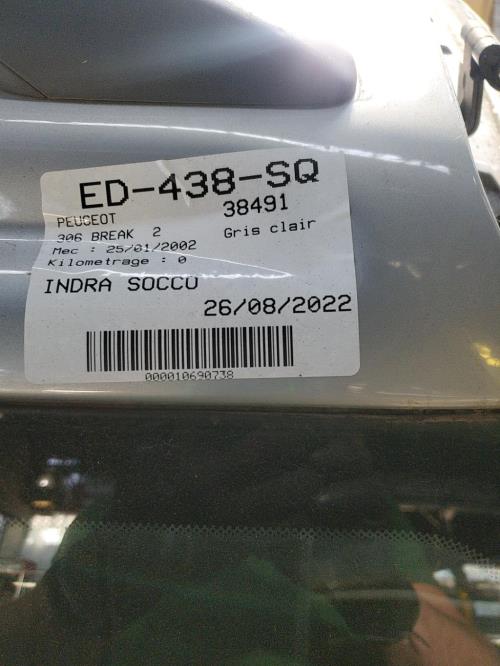 ED-438-SQ
PEUGEOT 38491
306 BREAK 2 Gris clair
Mec : 25/01/2002
Kilometrage : 0
INDRA SOCCU
26/08/2022
000010690738